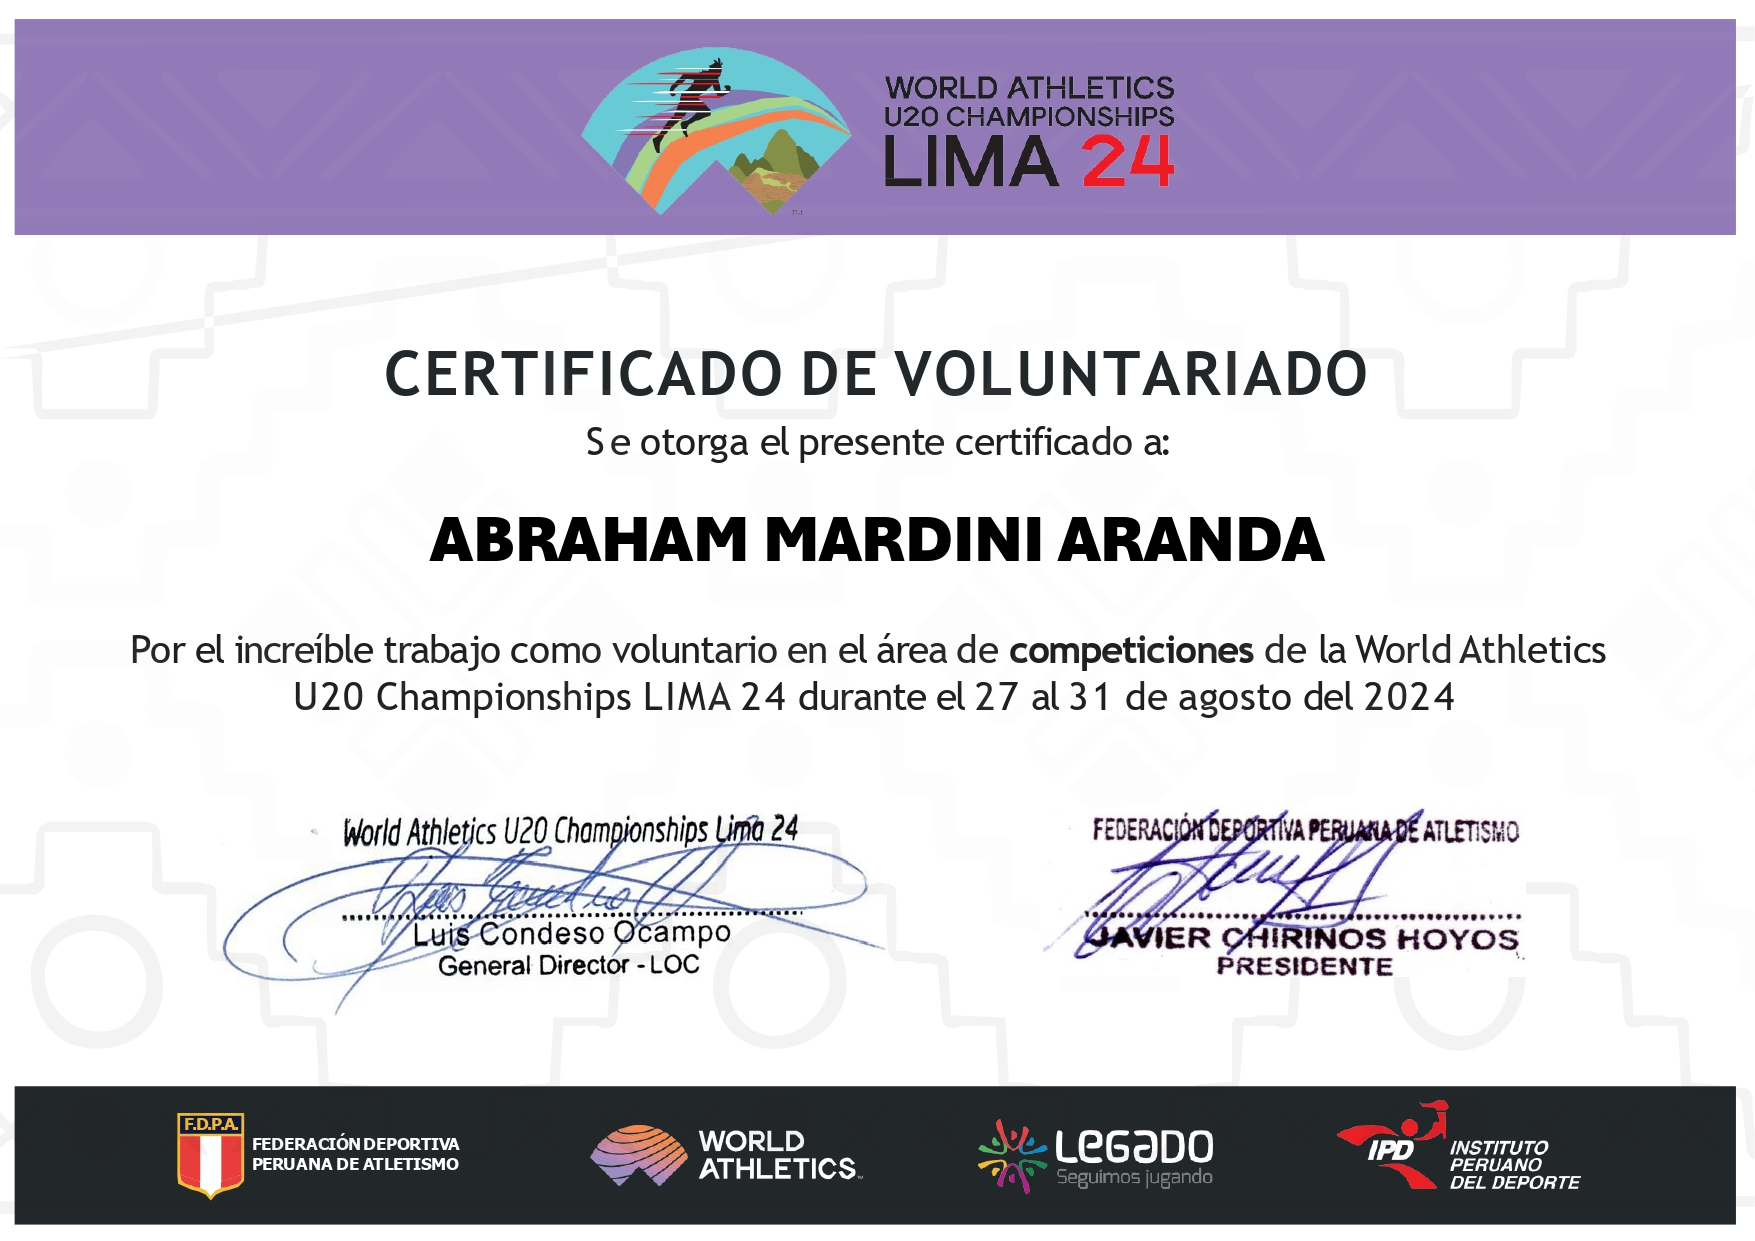 WORLD ATHLETICS
U20 CHAMPIONSHIPS
LIMA 24
CERTIFICADO DE VOLUNTARIADO
Se otorga el presente certificado a:
ABRAHAM MARDINI ARANDA
Por el increíble trabajo como voluntario en el área de competiciones de la World Athletics
U20 Championships LIMA 24 durante el 27 al 31 de agosto del 2024
World Athletics U20 Championships Lima 24
Luis Condeso Ocampo
General Director - LOC
FEDERACIÓN DEPORTIVA PERUANA DE ATLETISMO
JAVIER CHIRINOS HOYOS
PRESIDENTE
F.D.P.A.
FEDERACIÓN DEPORTIVA
PERUANA DE ATLETISMO
WORLD
ATHLETICS
LEGADO
Seguimos jugando
IPD
INSTITUTO
PERUANO
DEL DEPORTE